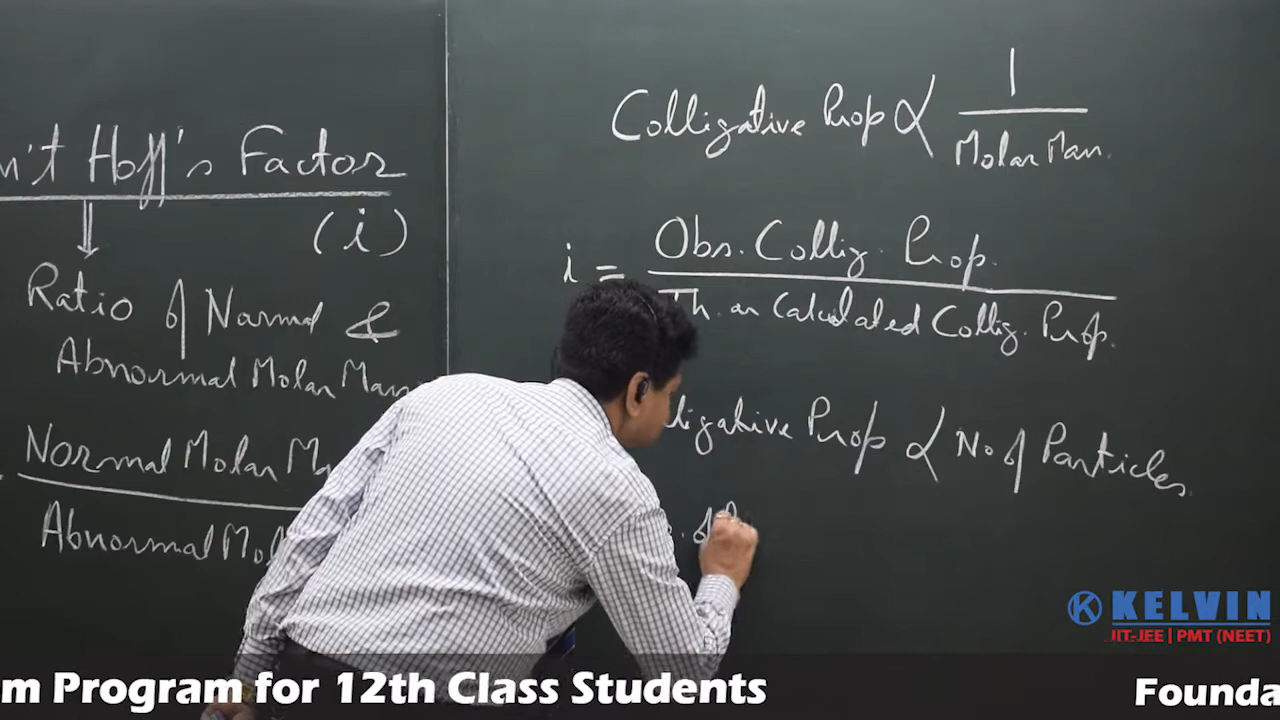 n't Hoff's Factor
(i)
Ratio of Normal &
Abnormal Molar Mass
Normal Molar Ma
Abnormal Mol
Colligative Prop ∝ 1
Molar Mass.
i = Obs. Collig. Prop.
Th. or Calculated Collig. Prop.
lligative Prop ∝ No of Particles.
. of
KELVIN
IIT-JEE | PMT (NEET)
m Program for 12th Class Students
Founda